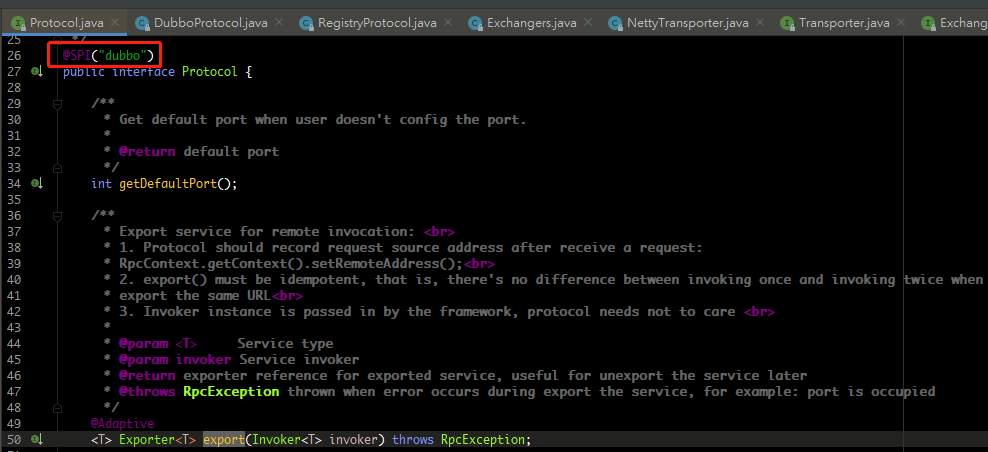 Protocol.java × DubboProtocol.java × RegistryProtocol.java × Exchangers.java × NettyTransporter.java × Transporter.java × Exchang
25 */
26 @SPI("dubbo")
27 public interface Protocol {
28
29 /**
30 * Get default port when user doesn't config the port.
31 *
32 * @return default port
33 */
34 int getDefaultPort();
35
36 /**
37 * Export service for remote invocation: <br>
38 * 1. Protocol should record request source address after receive a request:
39 * RpcContext.getContext().setRemoteAddress();<br>
40 * 2. export() must be idempotent, that is, there's no difference between invoking once and invoking twice when
41 * export the same URL<br>
42 * 3. Invoker instance is passed in by the framework, protocol needs not to care <br>
43 *
44 * @param <T> Service type
45 * @param invoker Service invoker
46 * @return exporter reference for exported service, useful for unexport the service later
47 * @throws RpcException thrown when error occurs during export the service, for example: port is occupied
48 */
49 @Adaptive
50 <T> Exporter<T> export(Invoker<T> invoker) throws RpcException;